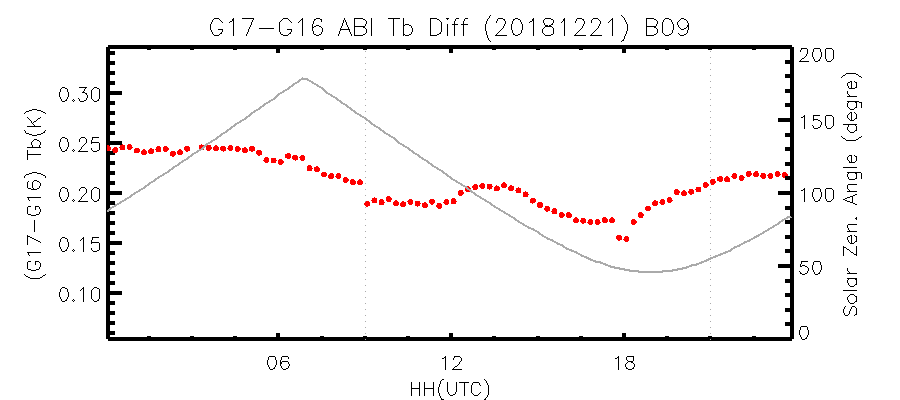 G17-G16 ABI Tb Diff (20181221) B09
(G17-G16) Tb(K)
0.30
0.25
0.20
0.15
0.10
200
150
100
50
0
Solar Zen. Angle (degre)
06 12 18
HH(UTC)